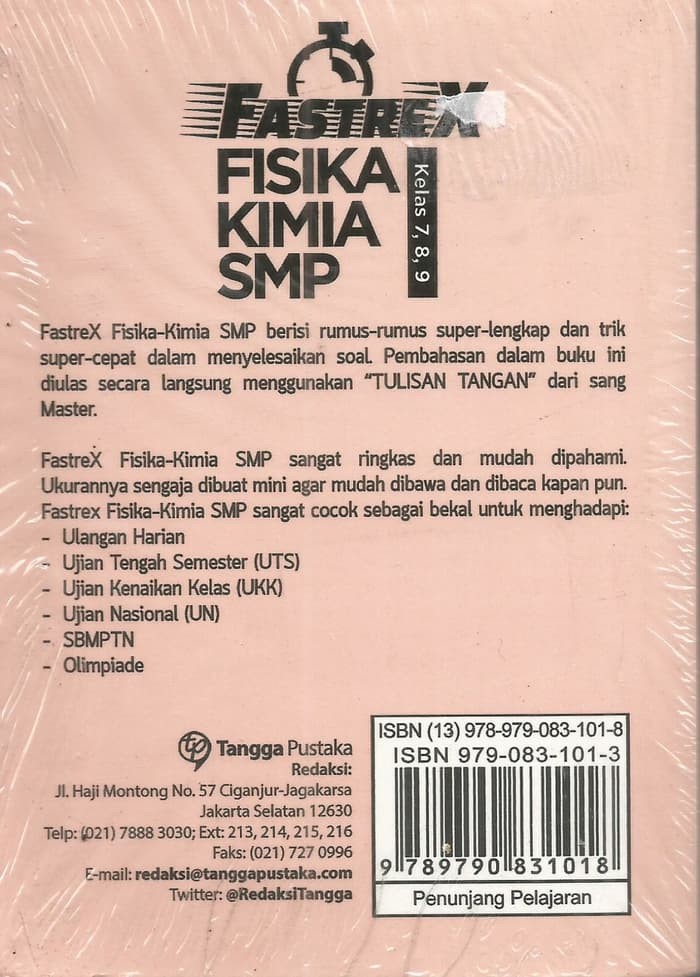 FASTREX
FISIKA
KIMIA
SMP
Kelas 7, 8, 9
FastreX Fisika-Kimia SMP berisi rumus-rumus super-lengkap dan trik
super-cepat dalam menyelesaikan soal. Pembahasan dalam buku ini
diulas secara langsung menggunakan “TULISAN TANGAN” dari sang
Master.
FastreX Fisika-Kimia SMP sangat ringkas dan mudah dipahami.
Ukurannya sengaja dibuat mini agar mudah dibawa dan dibaca kapan pun.
Fastrex Fisika-Kimia SMP sangat cocok sebagai bekal untuk menghadapi:
- Ulangan Harian
- Ujian Tengah Semester (UTS)
- Ujian Kenaikan Kelas (UKK)
- Ujian Nasional (UN)
- SBMPTN
- Olimpiade
tp Tangga Pustaka
Redaksi:
Jl. Haji Montong No. 57 Ciganjur-Jagakarsa
Jakarta Selatan 12630
Telp: (021) 7888 3030; Ext: 213, 214, 215, 216
Faks: (021) 727 0996
E-mail: redaksi@tanggapustaka.com
Twitter: @RedaksiTangga
ISBN (13) 978-979-083-101-8
ISBN 979-083-101-3
9 789790 831018
Penunjang Pelajaran